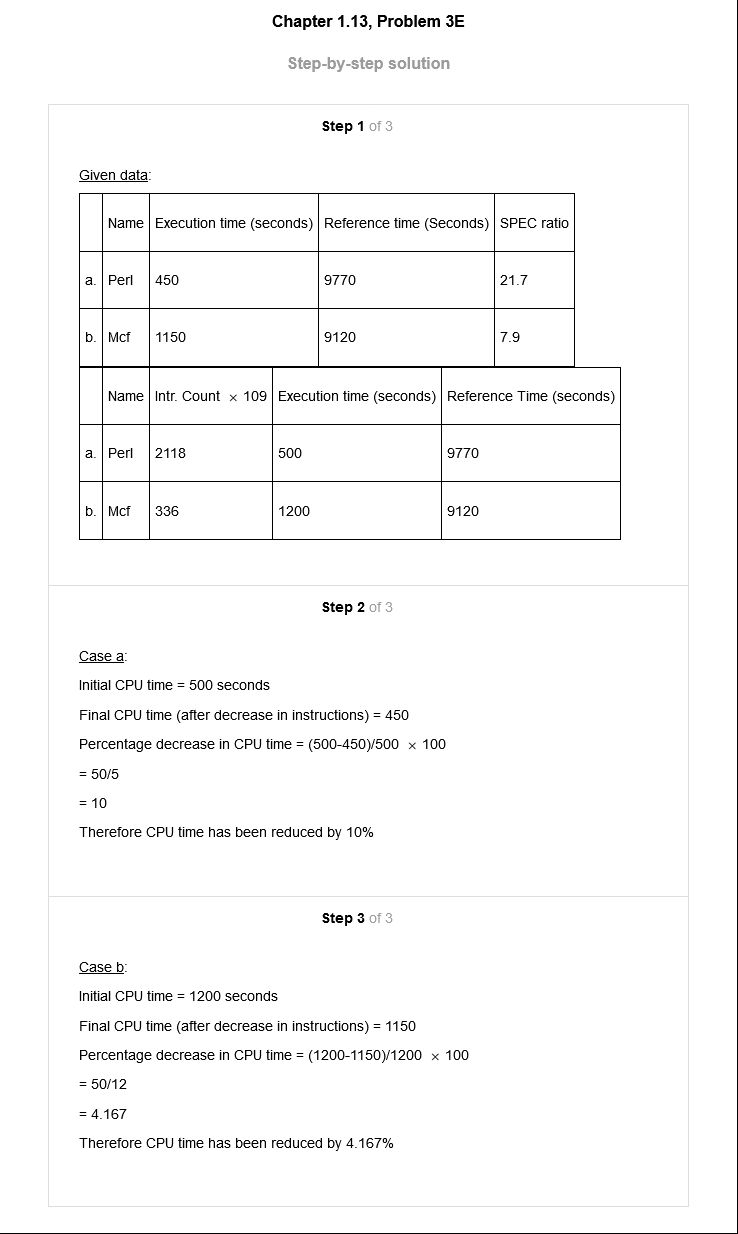 Chapter 1.13, Problem 3E
Step-by-step solution
Step 1 of 3
Given data:
Name Execution time (seconds) Reference time (Seconds) SPEC ratio
a. Perl 450 9770 21.7
b. Mcf 1150 9120 7.9
Name Intr. Count × 109 Execution time (seconds) Reference Time (seconds)
a. Perl 2118 500 9770
b. Mcf 336 1200 9120
Step 2 of 3
Case a:
Initial CPU time = 500 seconds
Final CPU time (after decrease in instructions) = 450
Percentage decrease in CPU time = (500-450)/500 × 100
= 50/5
= 10
Therefore CPU time has been reduced by 10%
Step 3 of 3
Case b:
Initial CPU time = 1200 seconds
Final CPU time (after decrease in instructions) = 1150
Percentage decrease in CPU time = (1200-1150)/1200 × 100
= 50/12
= 4.167
Therefore CPU time has been reduced by 4.167%